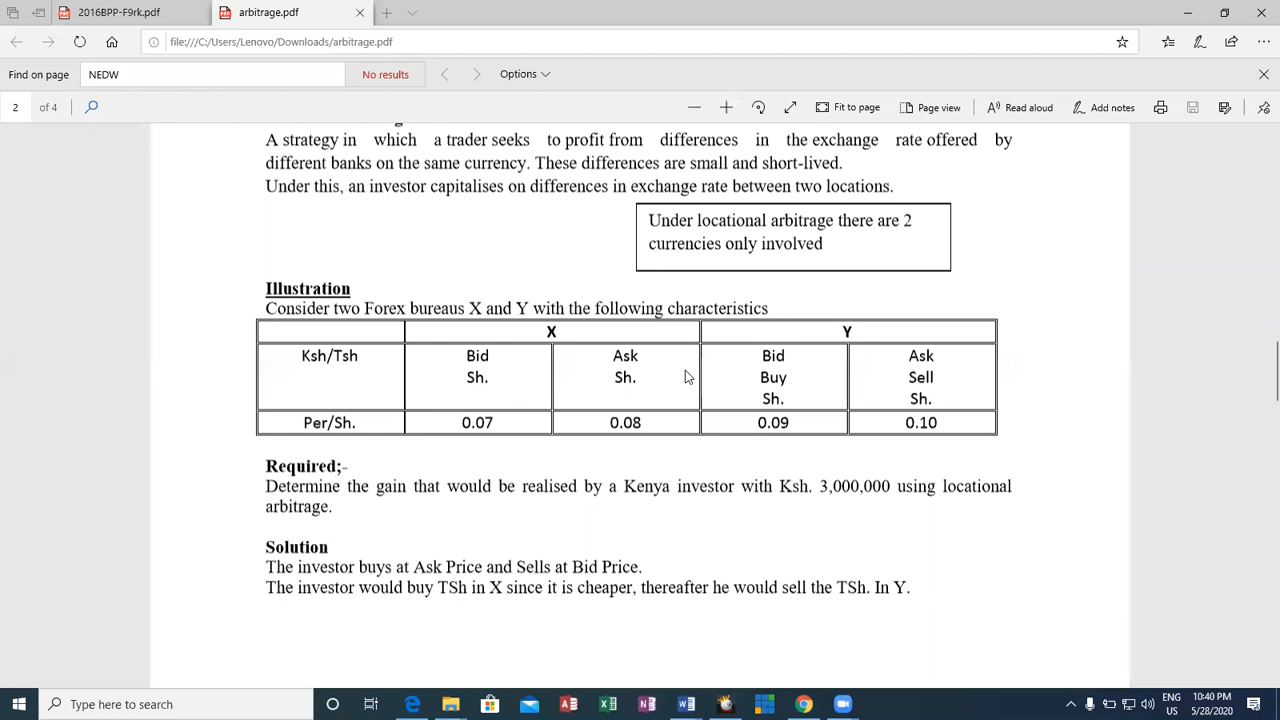 2016BPP-F9rk.pdf
arbitrage.pdf
file:///C:/Users/Lenovo/Downloads/arbitrage.pdf
Find on page
NEDW
No results
Options
2
of 4
Fit to page
Page view
Read aloud
Add notes
A strategy in which a trader seeks to profit from differences in the exchange rate offered by
different banks on the same currency. These differences are small and short-lived.
Under this, an investor capitalises on differences in exchange rate between two locations.
Under locational arbitrage there are 2
currencies only involved
Illustration
Consider two Forex bureaus X and Y with the following characteristics
X Y
Ksh/Tsh Bid Ask Bid Ask
Sh. Sh. Buy Sell
Sh. Sh.
Per/Sh. 0.07 0.08 0.09 0.10
Required;-
Determine the gain that would be realised by a Kenya investor with Ksh. 3,000,000 using locational
arbitrage.
Solution
The investor buys at Ask Price and Sells at Bid Price.
The investor would buy TSh in X since it is cheaper, thereafter he would sell the TSh. In Y.
Type here to search
ENG 10:40 PM
US 5/28/2020